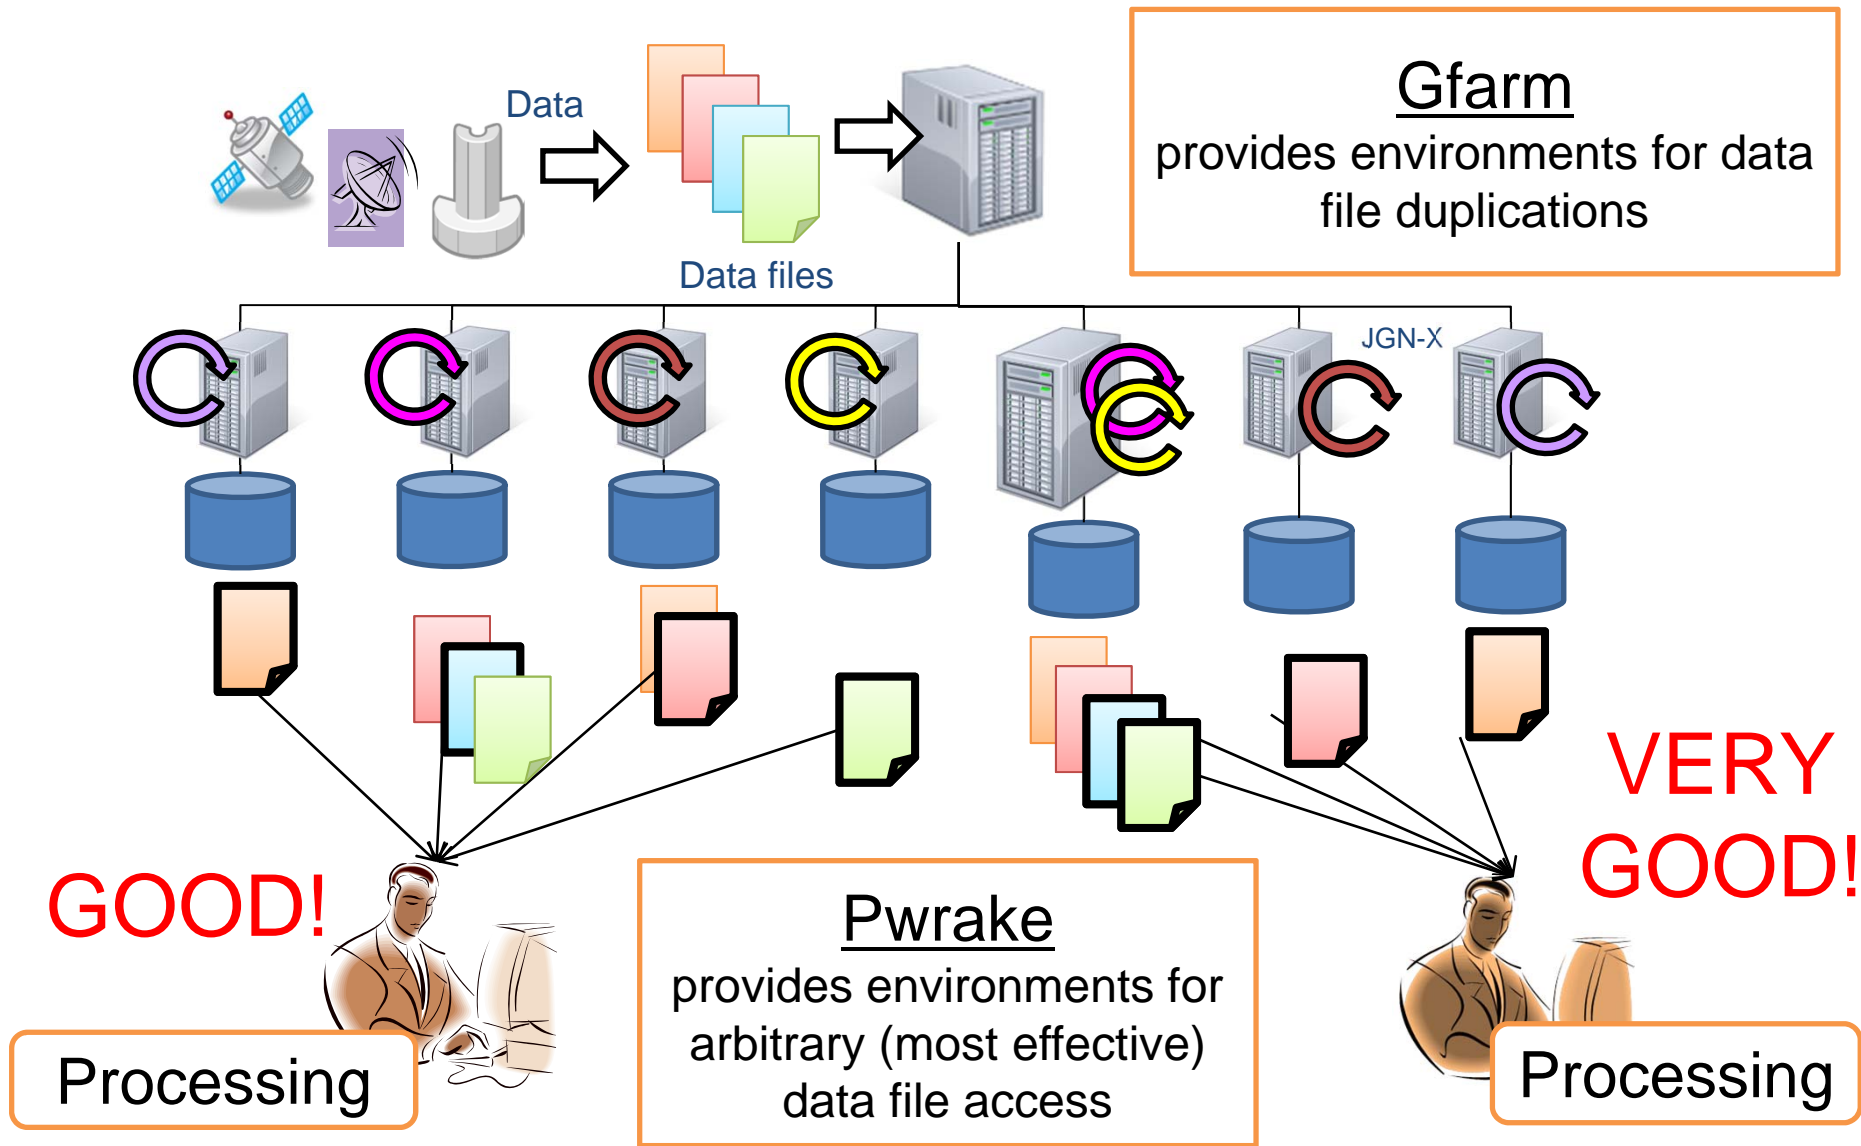 Data
Gfarm
provides environments for data
file duplications
Data files
JGN-X
VERY
GOOD!
GOOD!
Pwrake
provides environments for
arbitrary (most effective)
data file access
Processing
Processing